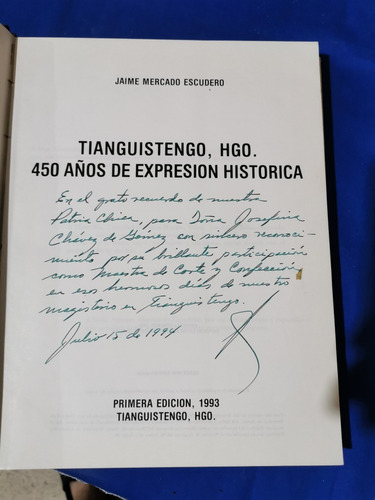 JAIME MERCADO ESCUDERO
TIANGUISTENGO, HGO.
450 AÑOS DE EXPRESION HISTORICA
En el grato recuerdo de nuestra
Patria Chica, para Doña Josefina
Chávez de Gómez con sincero reconoci-
miento por su brillante participación
como Maestra de Corte y Confección,
en esos hermosos días de nuestro
magisterio en Tianguistengo.
Julio 15 de 1994
PRIMERA EDICION, 1993
TIANGUISTENGO, HGO.